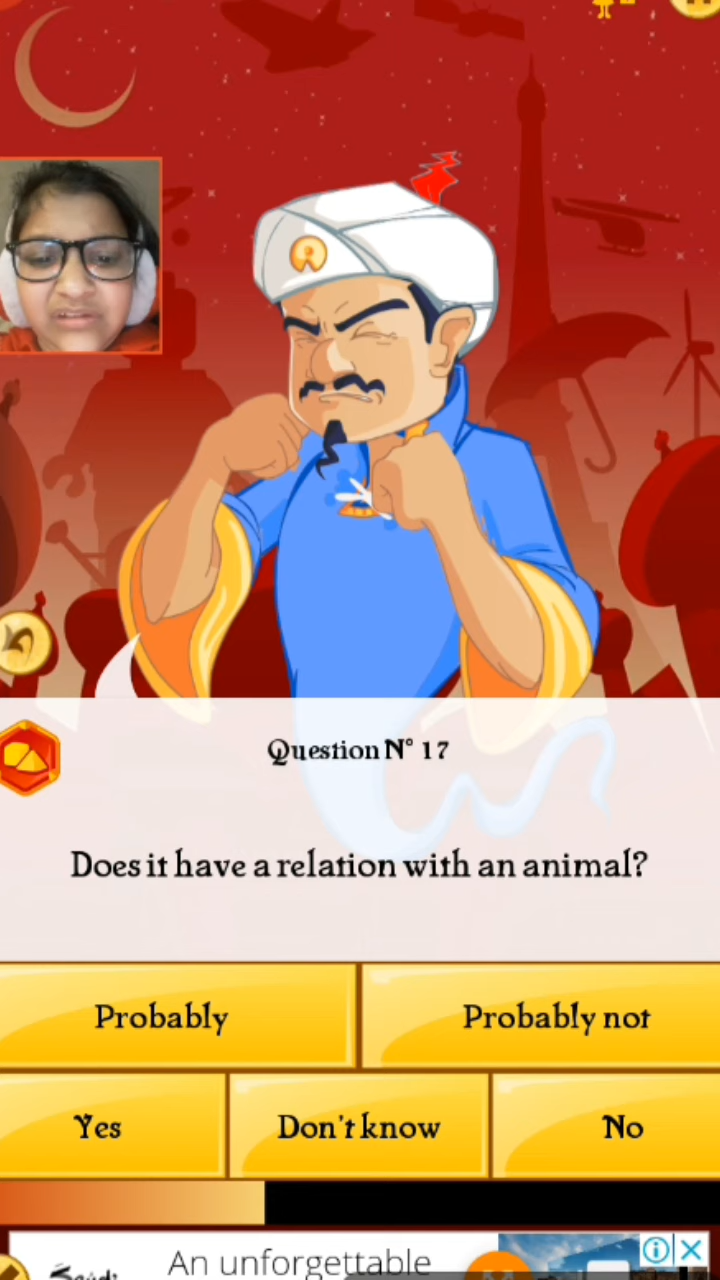 Question N° 17
Does it have a relation with an animal?
Probably
Probably not
Yes
Don't know
No
An unforgettable